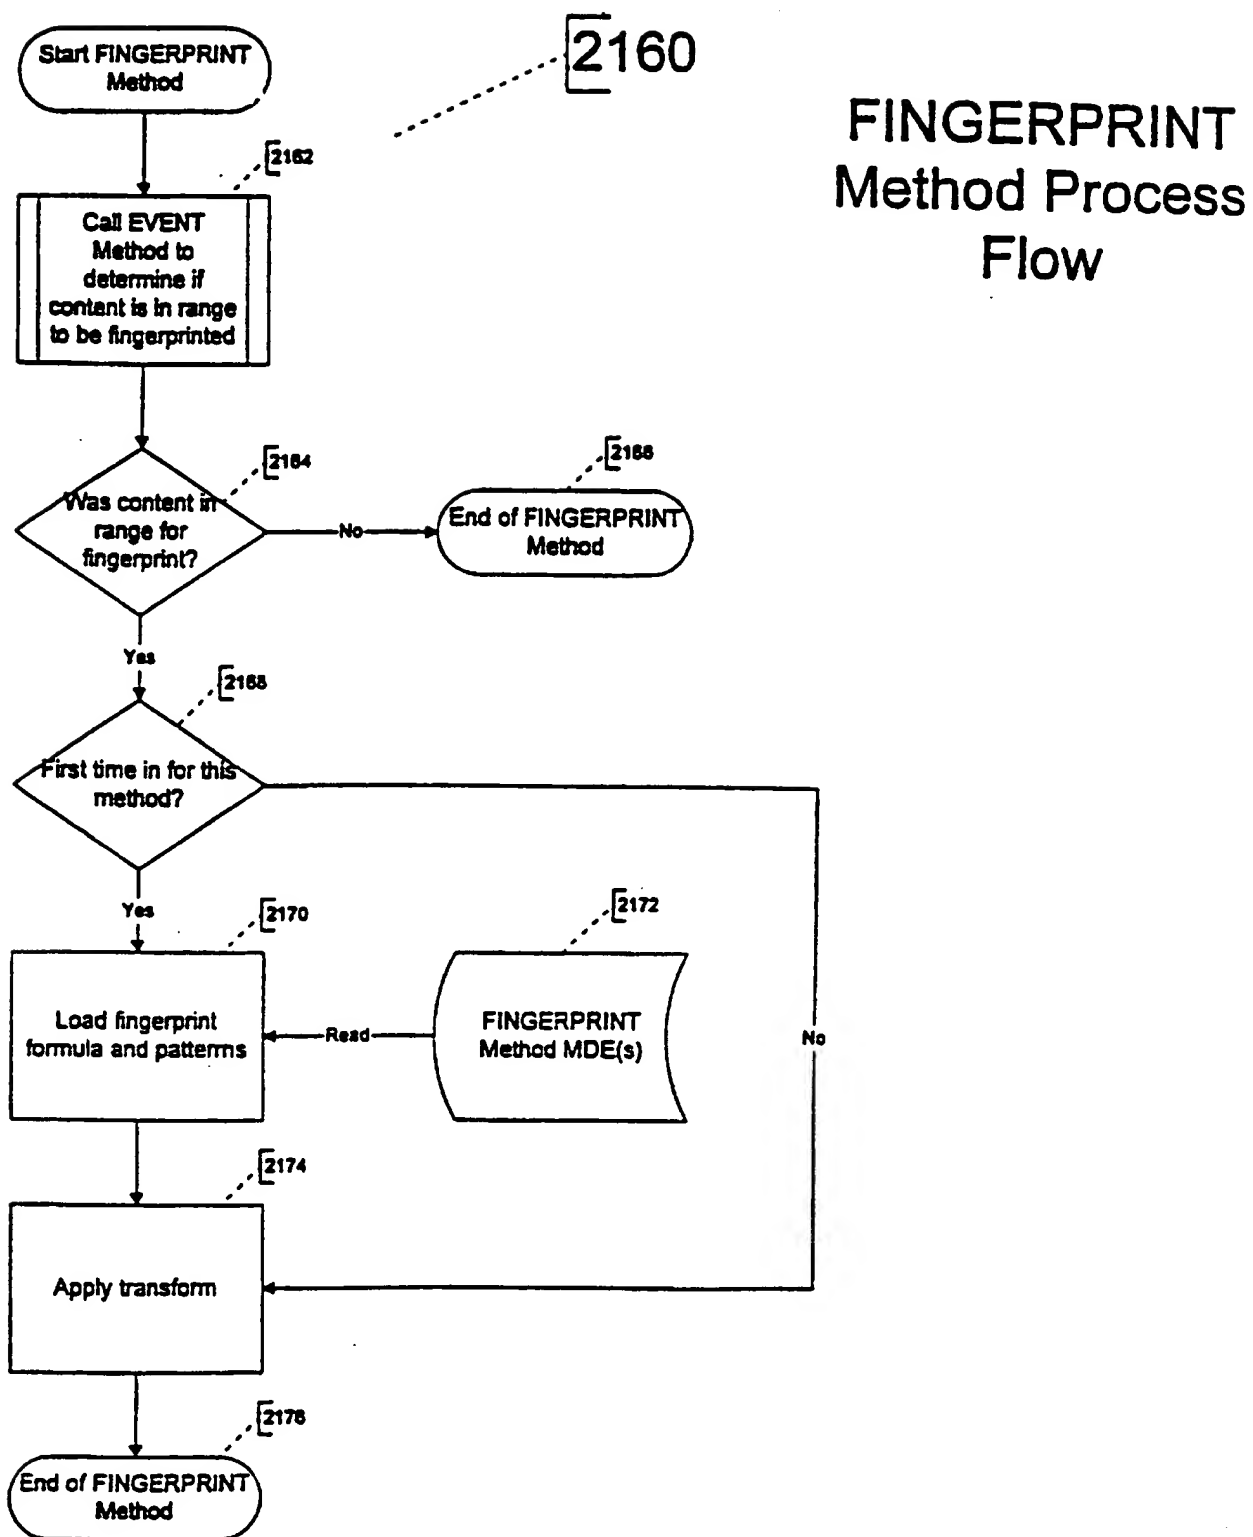 Start FINGERPRINT
Method
2160
FINGERPRINT
Method Process
Flow
2162
Call EVENT
Method to
determine if
content is in range
to be fingerprinted
2164
Was content in
range for
fingerprint?
No
2166
End of FINGERPRINT
Method
Yes
2168
First time in for this
method?
Yes
2170
Load fingerprint
formula and patterns
Read
2172
FINGERPRINT
Method MDE(s)
No
2174
Apply transform
2176
End of FINGERPRINT
Method